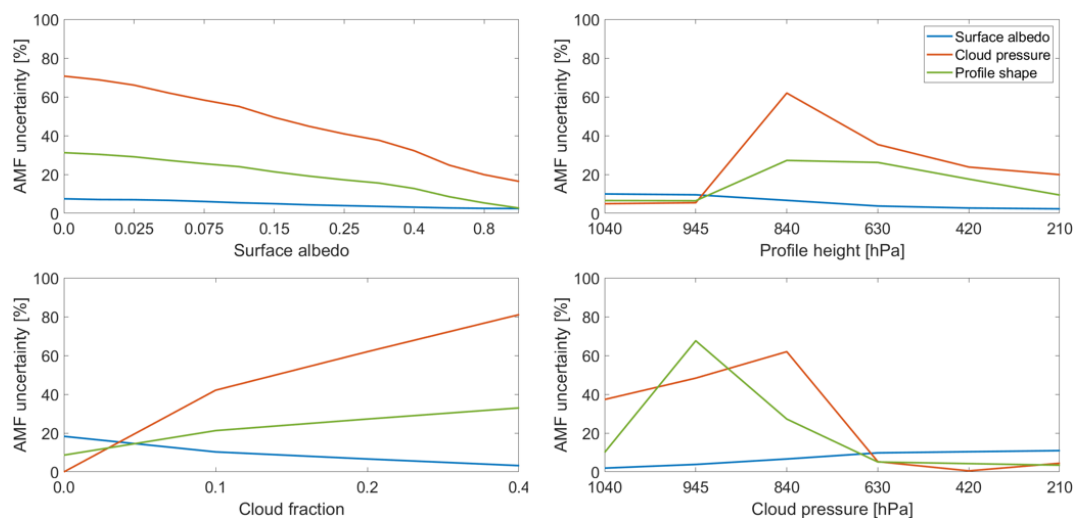 100
80
60
40
20
0
AMF uncertainty [%]
0.0 0.025 0.075 0.15 0.25 0.4 0.8
Surface albedo
100
80
60
40
20
0
AMF uncertainty [%]
Surface albedo
Cloud pressure
Profile shape
1040 945 840 630 420 210
Profile height [hPa]
100
80
60
40
20
0
AMF uncertainty [%]
0.0 0.1 0.2 0.4
Cloud fraction
100
80
60
40
20
0
AMF uncertainty [%]
1040 945 840 630 420 210
Cloud pressure [hPa]